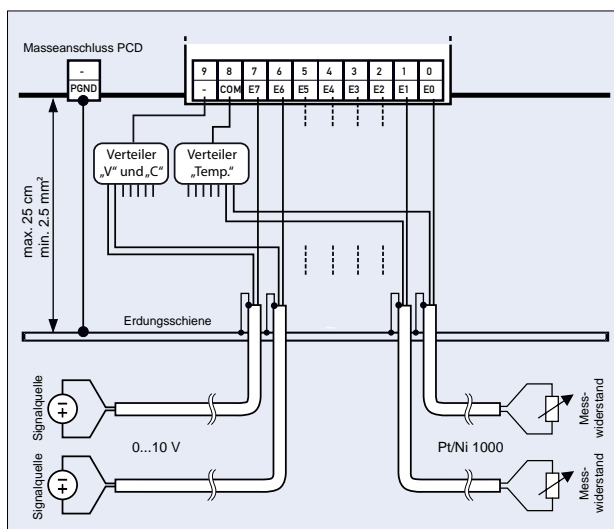 Masseanschluss PCD
-
PGND
9 8 7 6 5 4 3 2 1 0
- COM E7 E6 E5 E4 E3 E2 E1 E0
Verteiler
„V" und „C"
Verteiler
„Temp."
max. 25 cm
min. 2.5 mm²
Erdungsschiene
Signalquelle
0...10 V
Pt/Ni 1000
Mess-
widerstand
Signalquelle
Mess-
widerstand